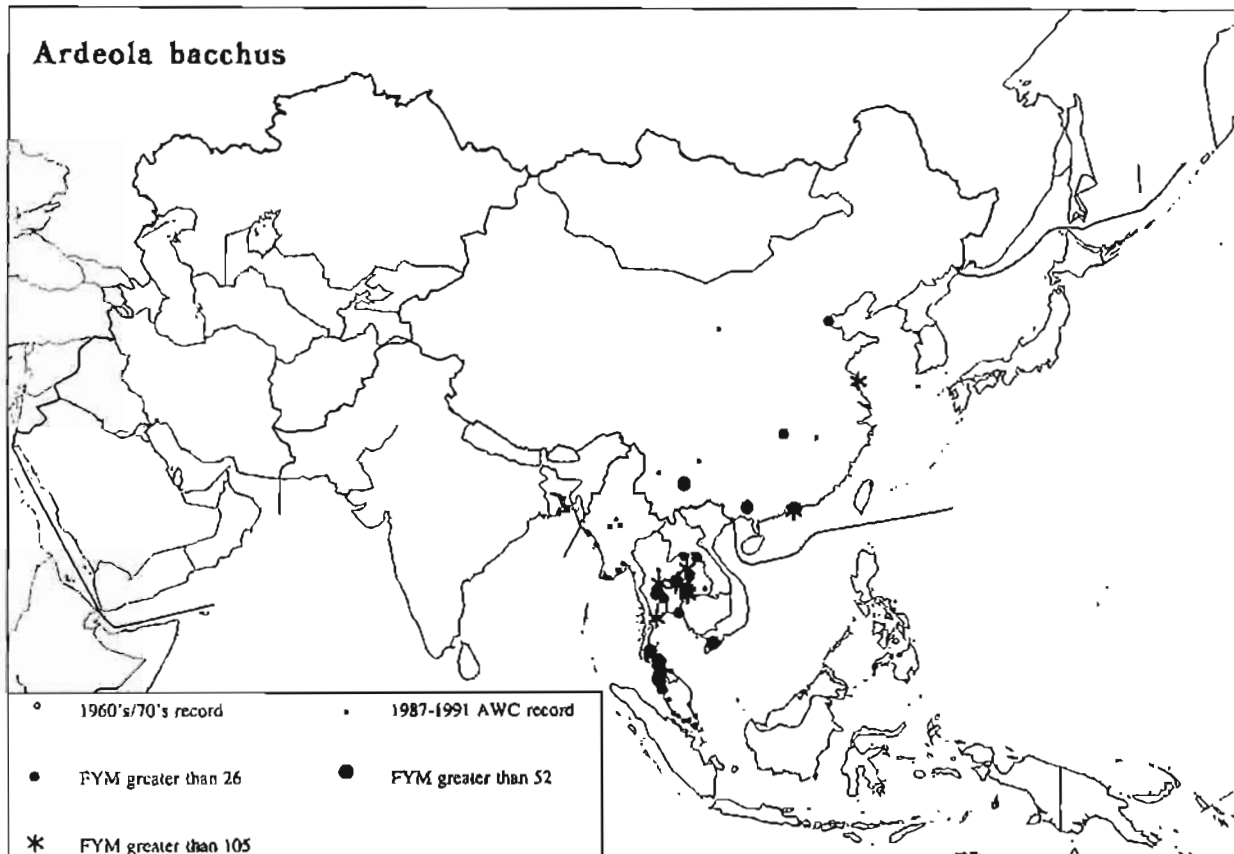 Ardeola bacchus
1960's/70's record
1987-1991 AWC record
FYM greater than 26
FYM greater than 52
FYM greater than 105